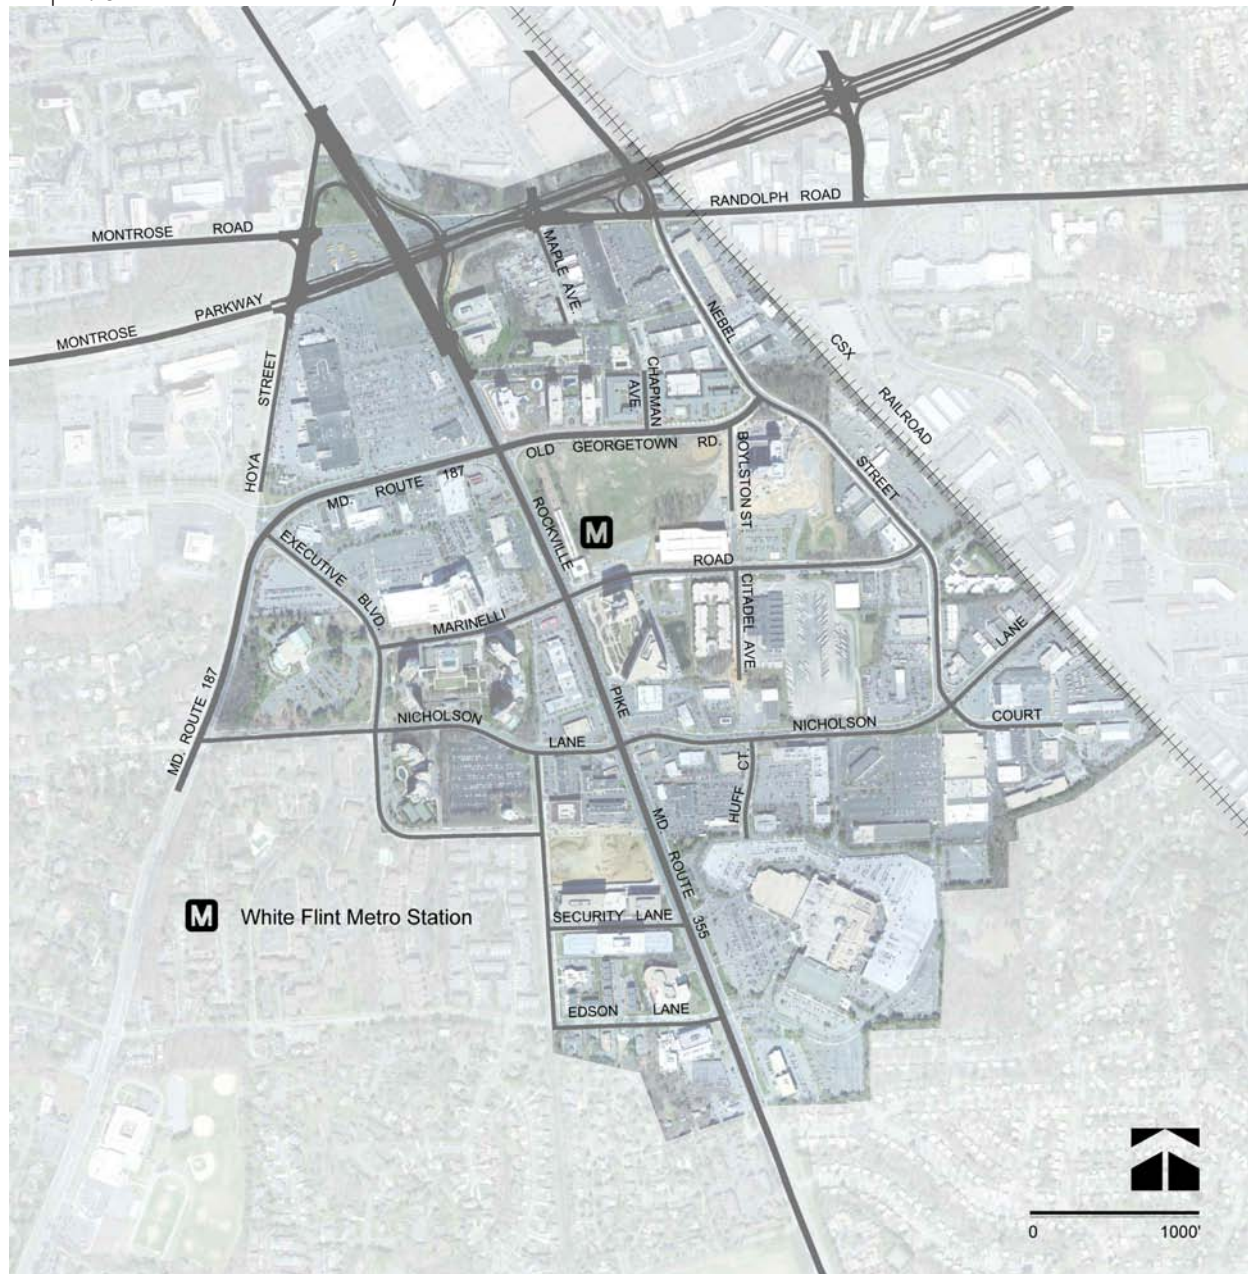 RANDOLPH ROAD
MONTROSE ROAD
MAPLE AVE.
MONTROSE PARKWAY
NEBEL
CSX RAILROAD
HOYA STREET
CHAPMAN
AVE.
OLD GEORGETOWN RD.
MD. ROUTE 187
BOYLSTON ST.
STREET
ROCKVILLE
M
EXECUTIVE BLVD.
ROAD
MARINELLI
CITADEL AVE.
LANE
MD. ROUTE 187
PIKE
NICHOLSON
LANE
NICHOLSON
COURT
HUFF CT.
MD. ROUTE 355
M White Flint Metro Station
SECURITY LANE
EDSON LANE
0 1000'